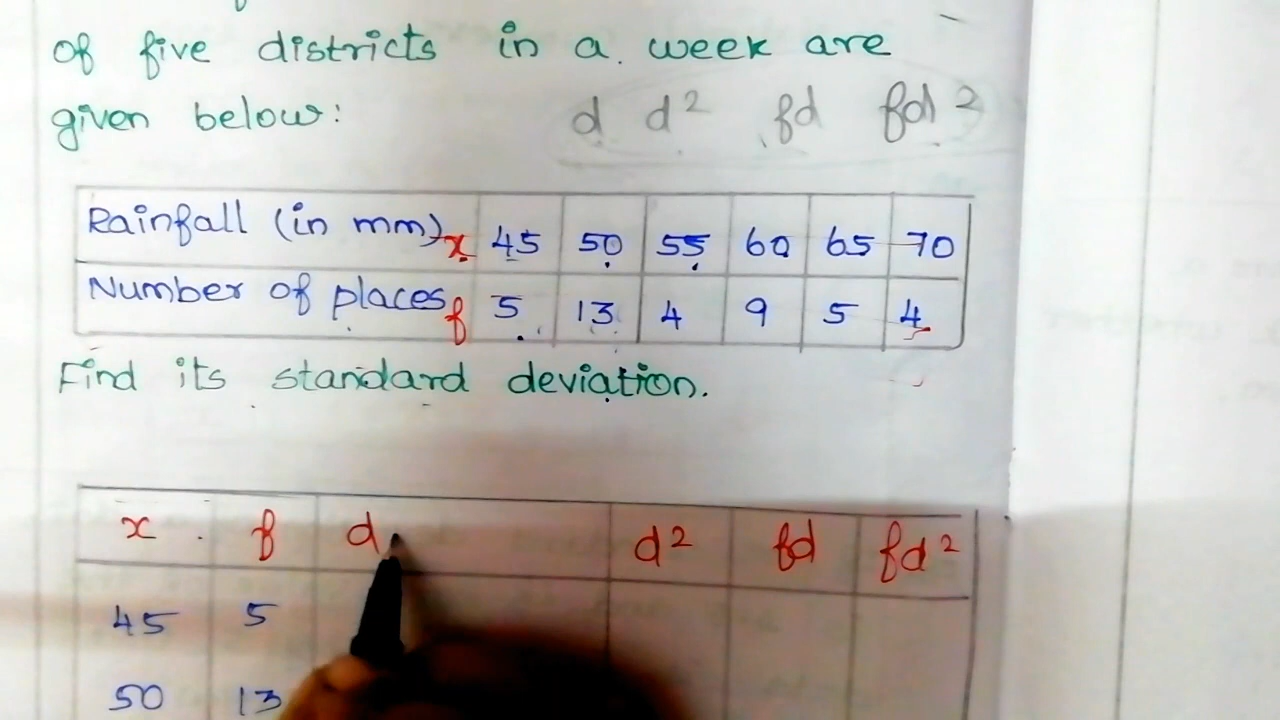 of five districts in a week are
given below:
d d² fd fd²
Rainfall (in mm) x 45 50 55 60 65 70
Number of places f 5 13 4 9 5 4
Find its standard deviation.
x f d d² fd fd²
45 5
50 13